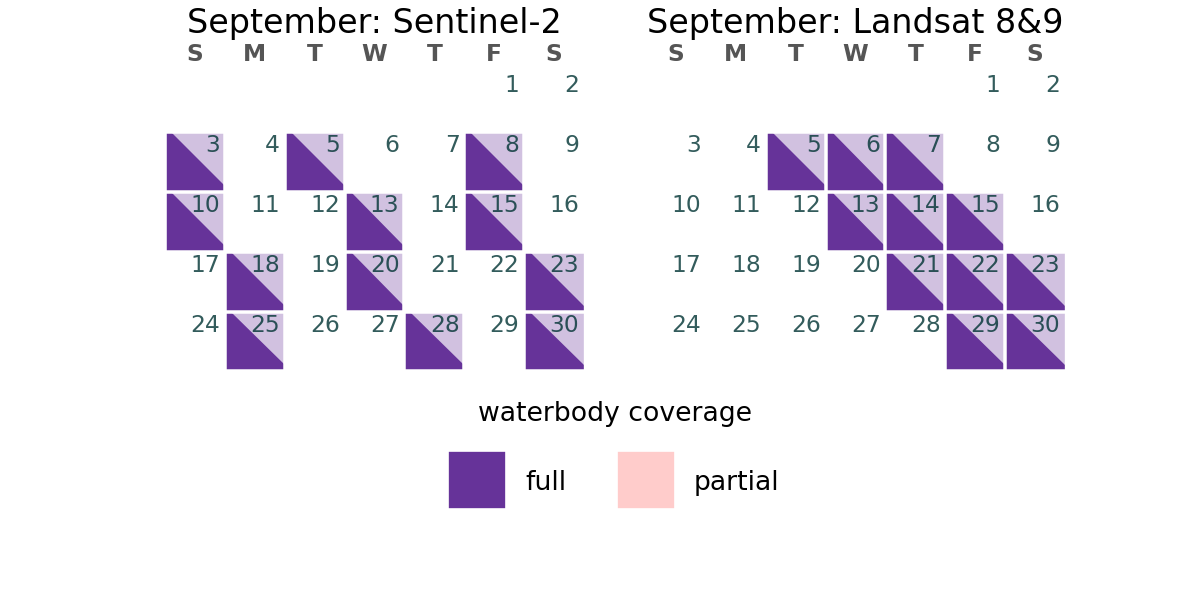 September: Sentinel-2
S M T W T F S
1 2
3 4 5 6 7 8 9
10 11 12 13 14 15 16
17 18 19 20 21 22 23
24 25 26 27 28 29 30
September: Landsat 8&9
S M T W T F S
1 2
3 4 5 6 7 8 9
10 11 12 13 14 15 16
17 18 19 20 21 22 23
24 25 26 27 28 29 30
waterbody coverage
full partial